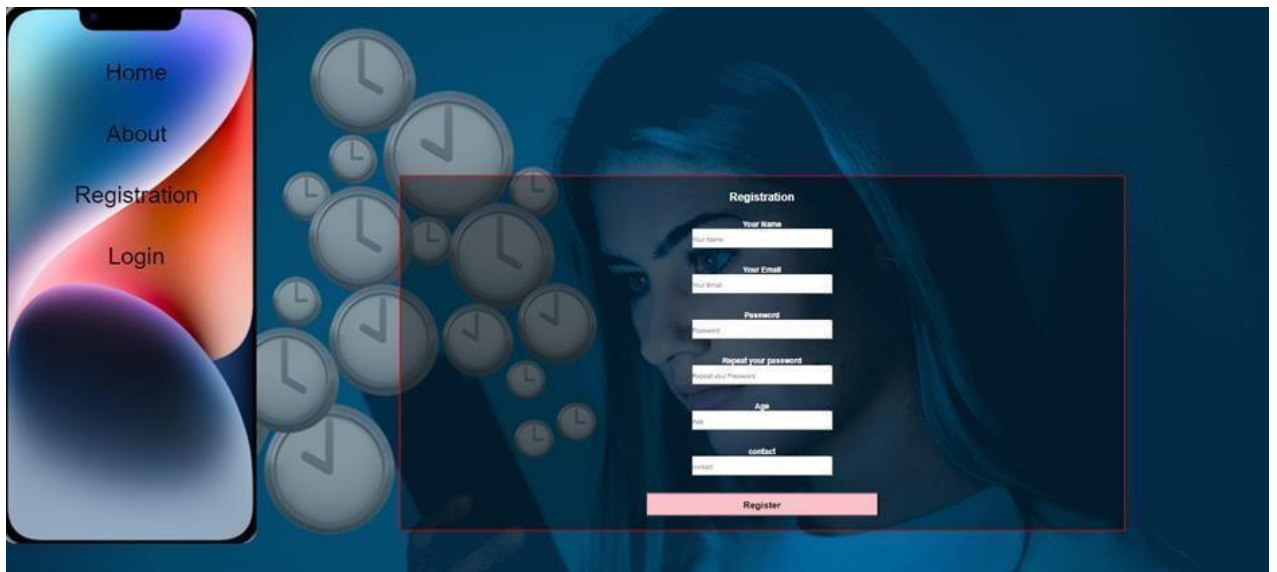 Home
About
Registration
Login
Registration
Your Name
Your Name
Your Email
Your Email
Password
Password
Repeat your password
Repeat your Password
Age
contact
contact
Register